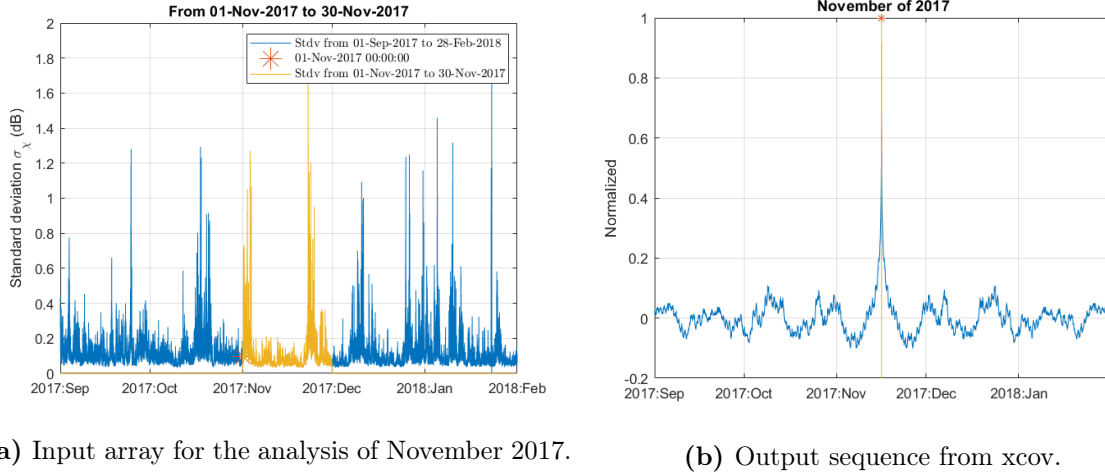 From 01-Nov-2017 to 30-Nov-2017
Standard deviation σχ (dB)
2
1.8
1.6
1.4
1.2
1
0.8
0.6
0.4
0.2
0
Stdv from 01-Sep-2017 to 28-Feb-2018
01-Nov-2017 00:00:00
Stdv from 01-Nov-2017 to 30-Nov-2017
2017:Sep 2017:Oct 2017:Nov 2017:Dec 2018:Jan 2018:Feb
a) Input array for the analysis of November 2017.
November of 2017
Normalized
1
0.8
0.6
0.4
0.2
0
-0.2
2017:Sep 2017:Oct 2017:Nov 2017:Dec 2018:Jan
(b) Output sequence from xcov.